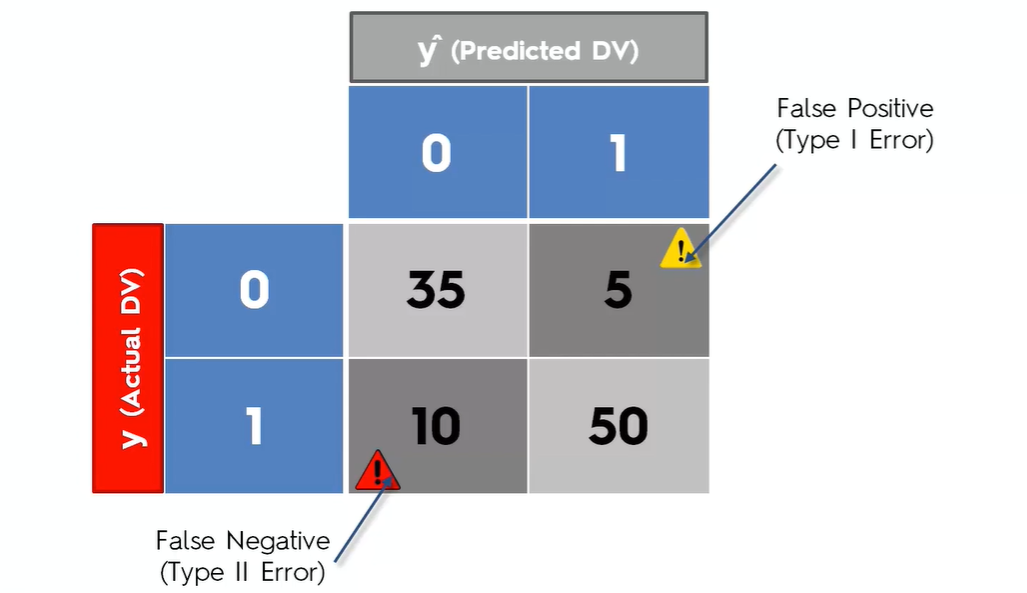 ŷ (Predicted DV)
False Positive
(Type I Error)
0 1
y (Actual DV)
0 35 5 !
1 10 50
!
False Negative
(Type II Error)